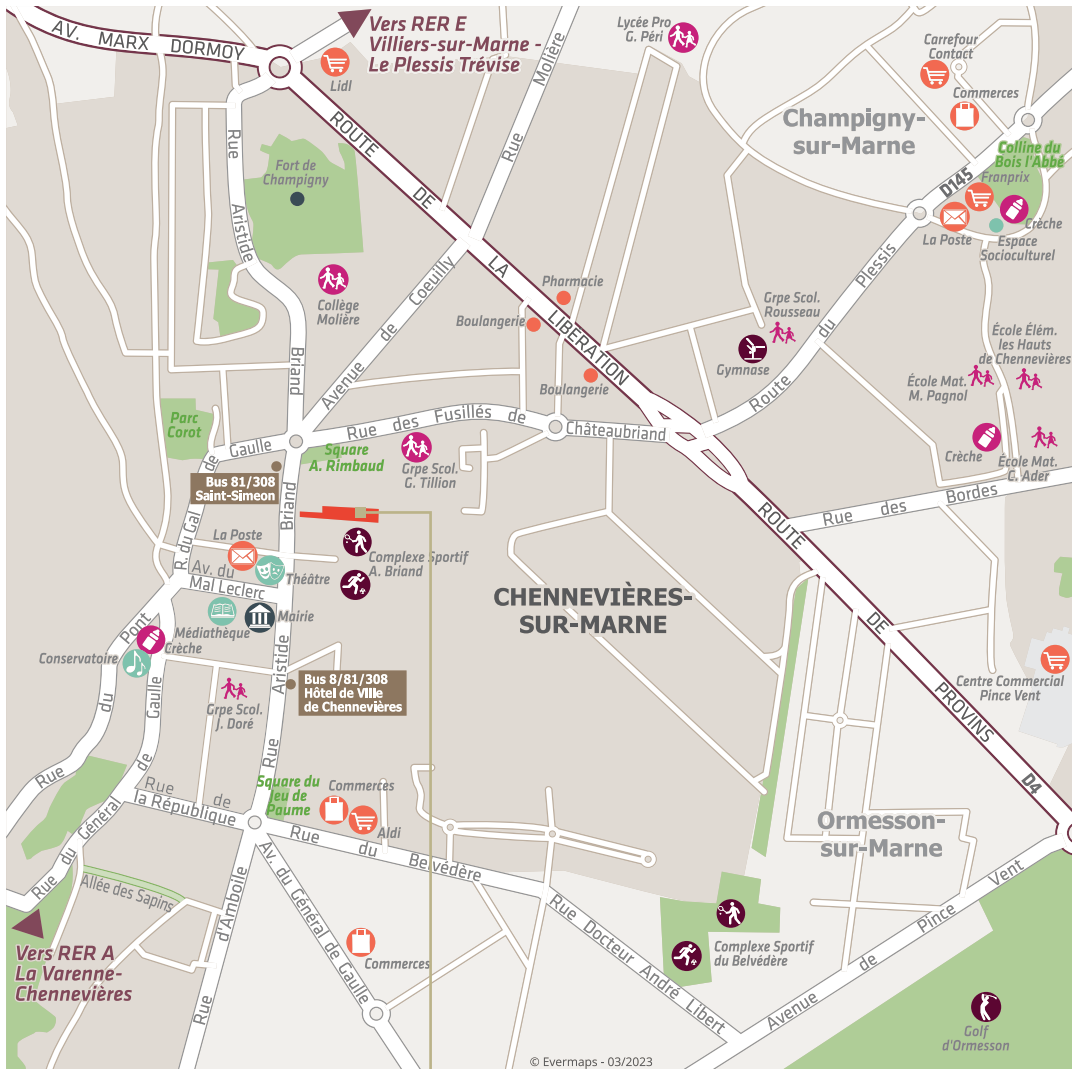 AV. MARX DORMOY
Vers RER E
Villiers-sur-Marne -
Le Plessis Trévise
Lidl
Rue Molière
Lycée Pro
G. Péri
Carrefour
Contact
Commerces
Champigny-
sur-Marne
Colline du
Bois l'Abbé
D145
Franprix
Crèche
La Poste
Espace
Socioculturel
ROUTE DE LA LIBÉRATION
Fort de
Champigny
Rue Aristide Briand
Collège
Molière
Avenue de Coeuilly
Pharmacie
Boulangerie
Boulangerie
Grpe Scol.
Rousseau
Gymnase
Route du Plessis
École Élém.
les Hauts
de Chennevières
École Mat.
M. Pagnol
Crèche
École Mat.
C. Ader
Parc
Corot
R. du Gal de Gaulle
Rue des Fusillés de Châteaubriand
Square
A. Rimbaud
Grpe Scol.
G. Tillion
Bus 81/308
Saint-Simeon
Rue des Bordes
La Poste
Complexe Sportif
A. Briand
Théâtre
Av. du
Mal Leclerc
CHENNEVIÈRES-
SUR-MARNE
Mairie
Médiathèque
Crèche
Conservatoire
Rue du Pont
Rue Aristide Briand
Bus 8/81/308
Hôtel de Ville
de Chennevières
Grpe Scol.
J. Doré
ROUTE DE PROVINS
D4
Centre Commercial
Pince Vent
Rue du Général de Gaulle
Rue de
la République
Square du
Jeu de
Paume
Commerces
Aldi
Rue du Belvédère
Ormesson-
sur-Marne
Allée des Sapins
Rue d'Amboile
Av. du Général de Gaulle
Rue Docteur André Libert
Avenue de Pince Vent
Complexe Sportif
du Belvédère
Commerces
Vers RER A
La Varenne-
Chennevières
Golf
d'Ormesson
© Evermaps - 03/2023